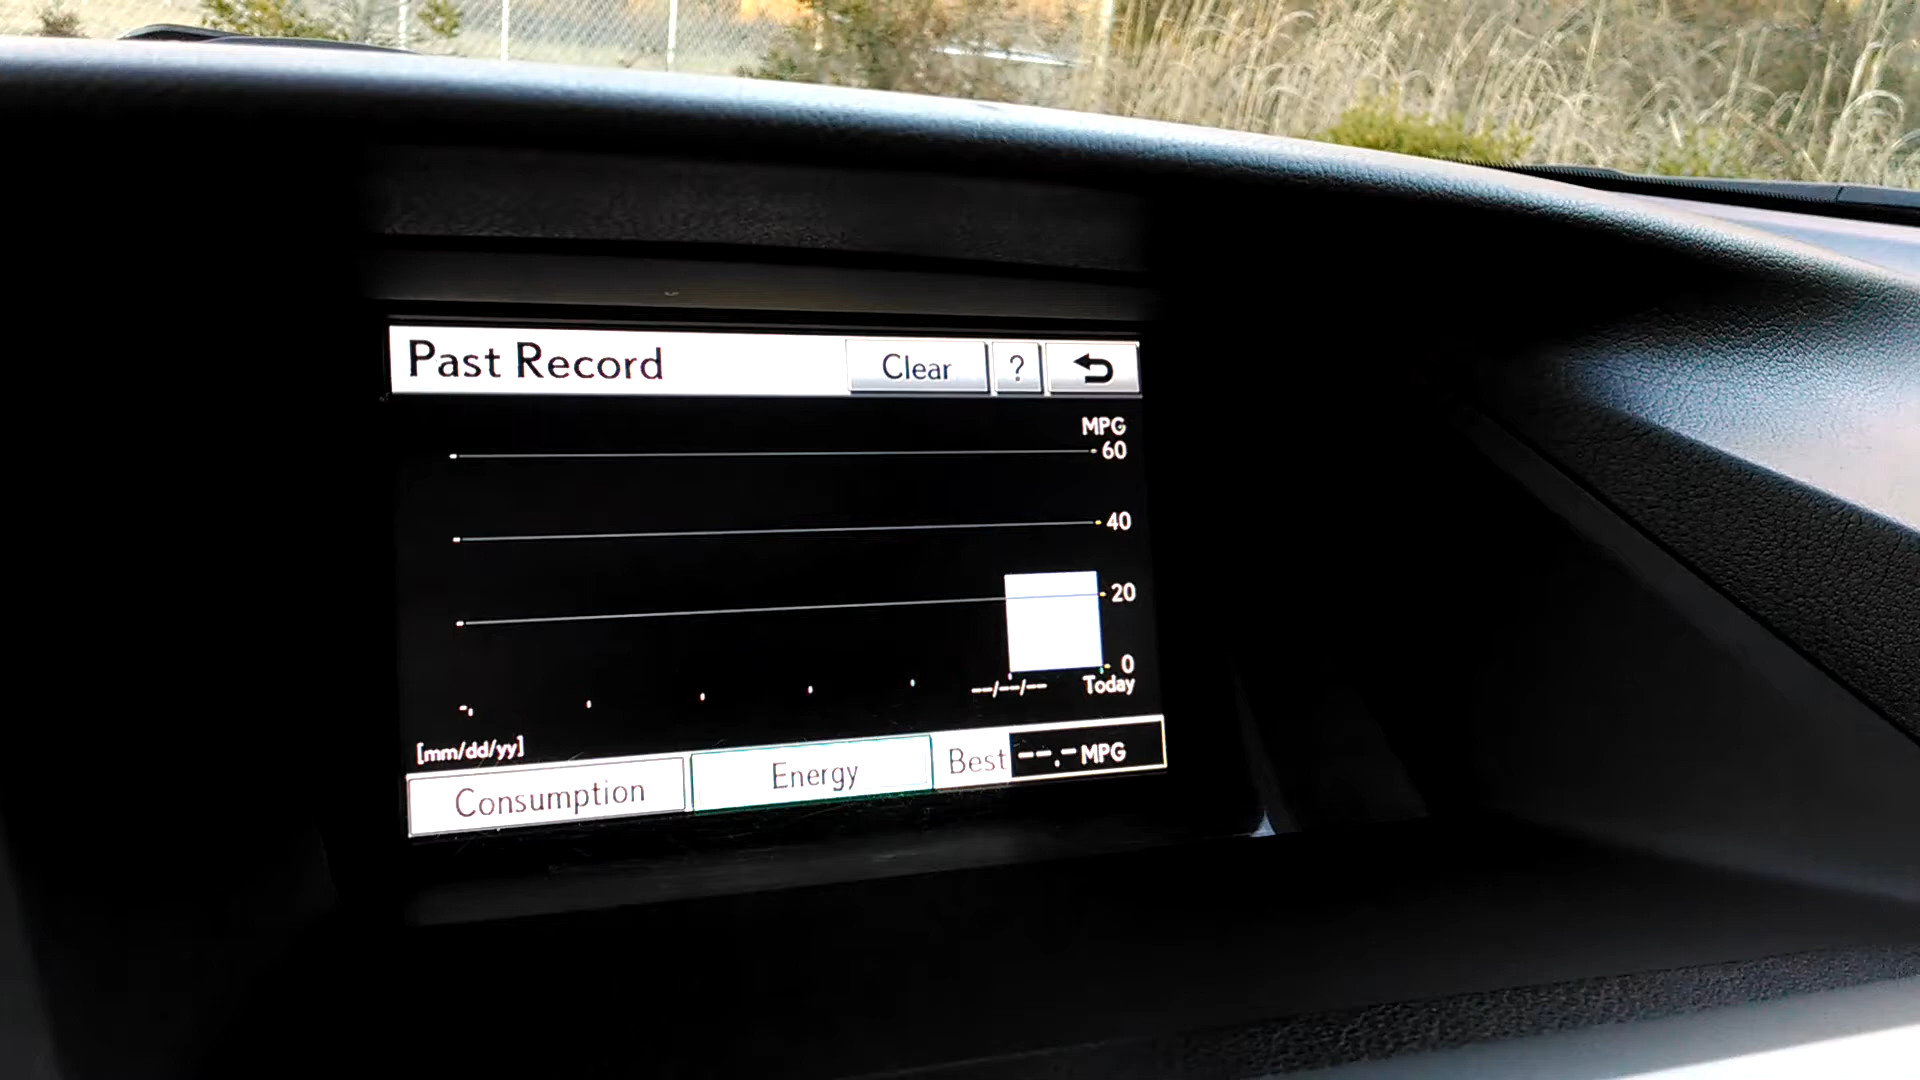 Past Record Clear ?
MPG
60
40
20
0
--/--/-- Today
[mm/dd/yy]
Consumption Energy Best --.- MPG